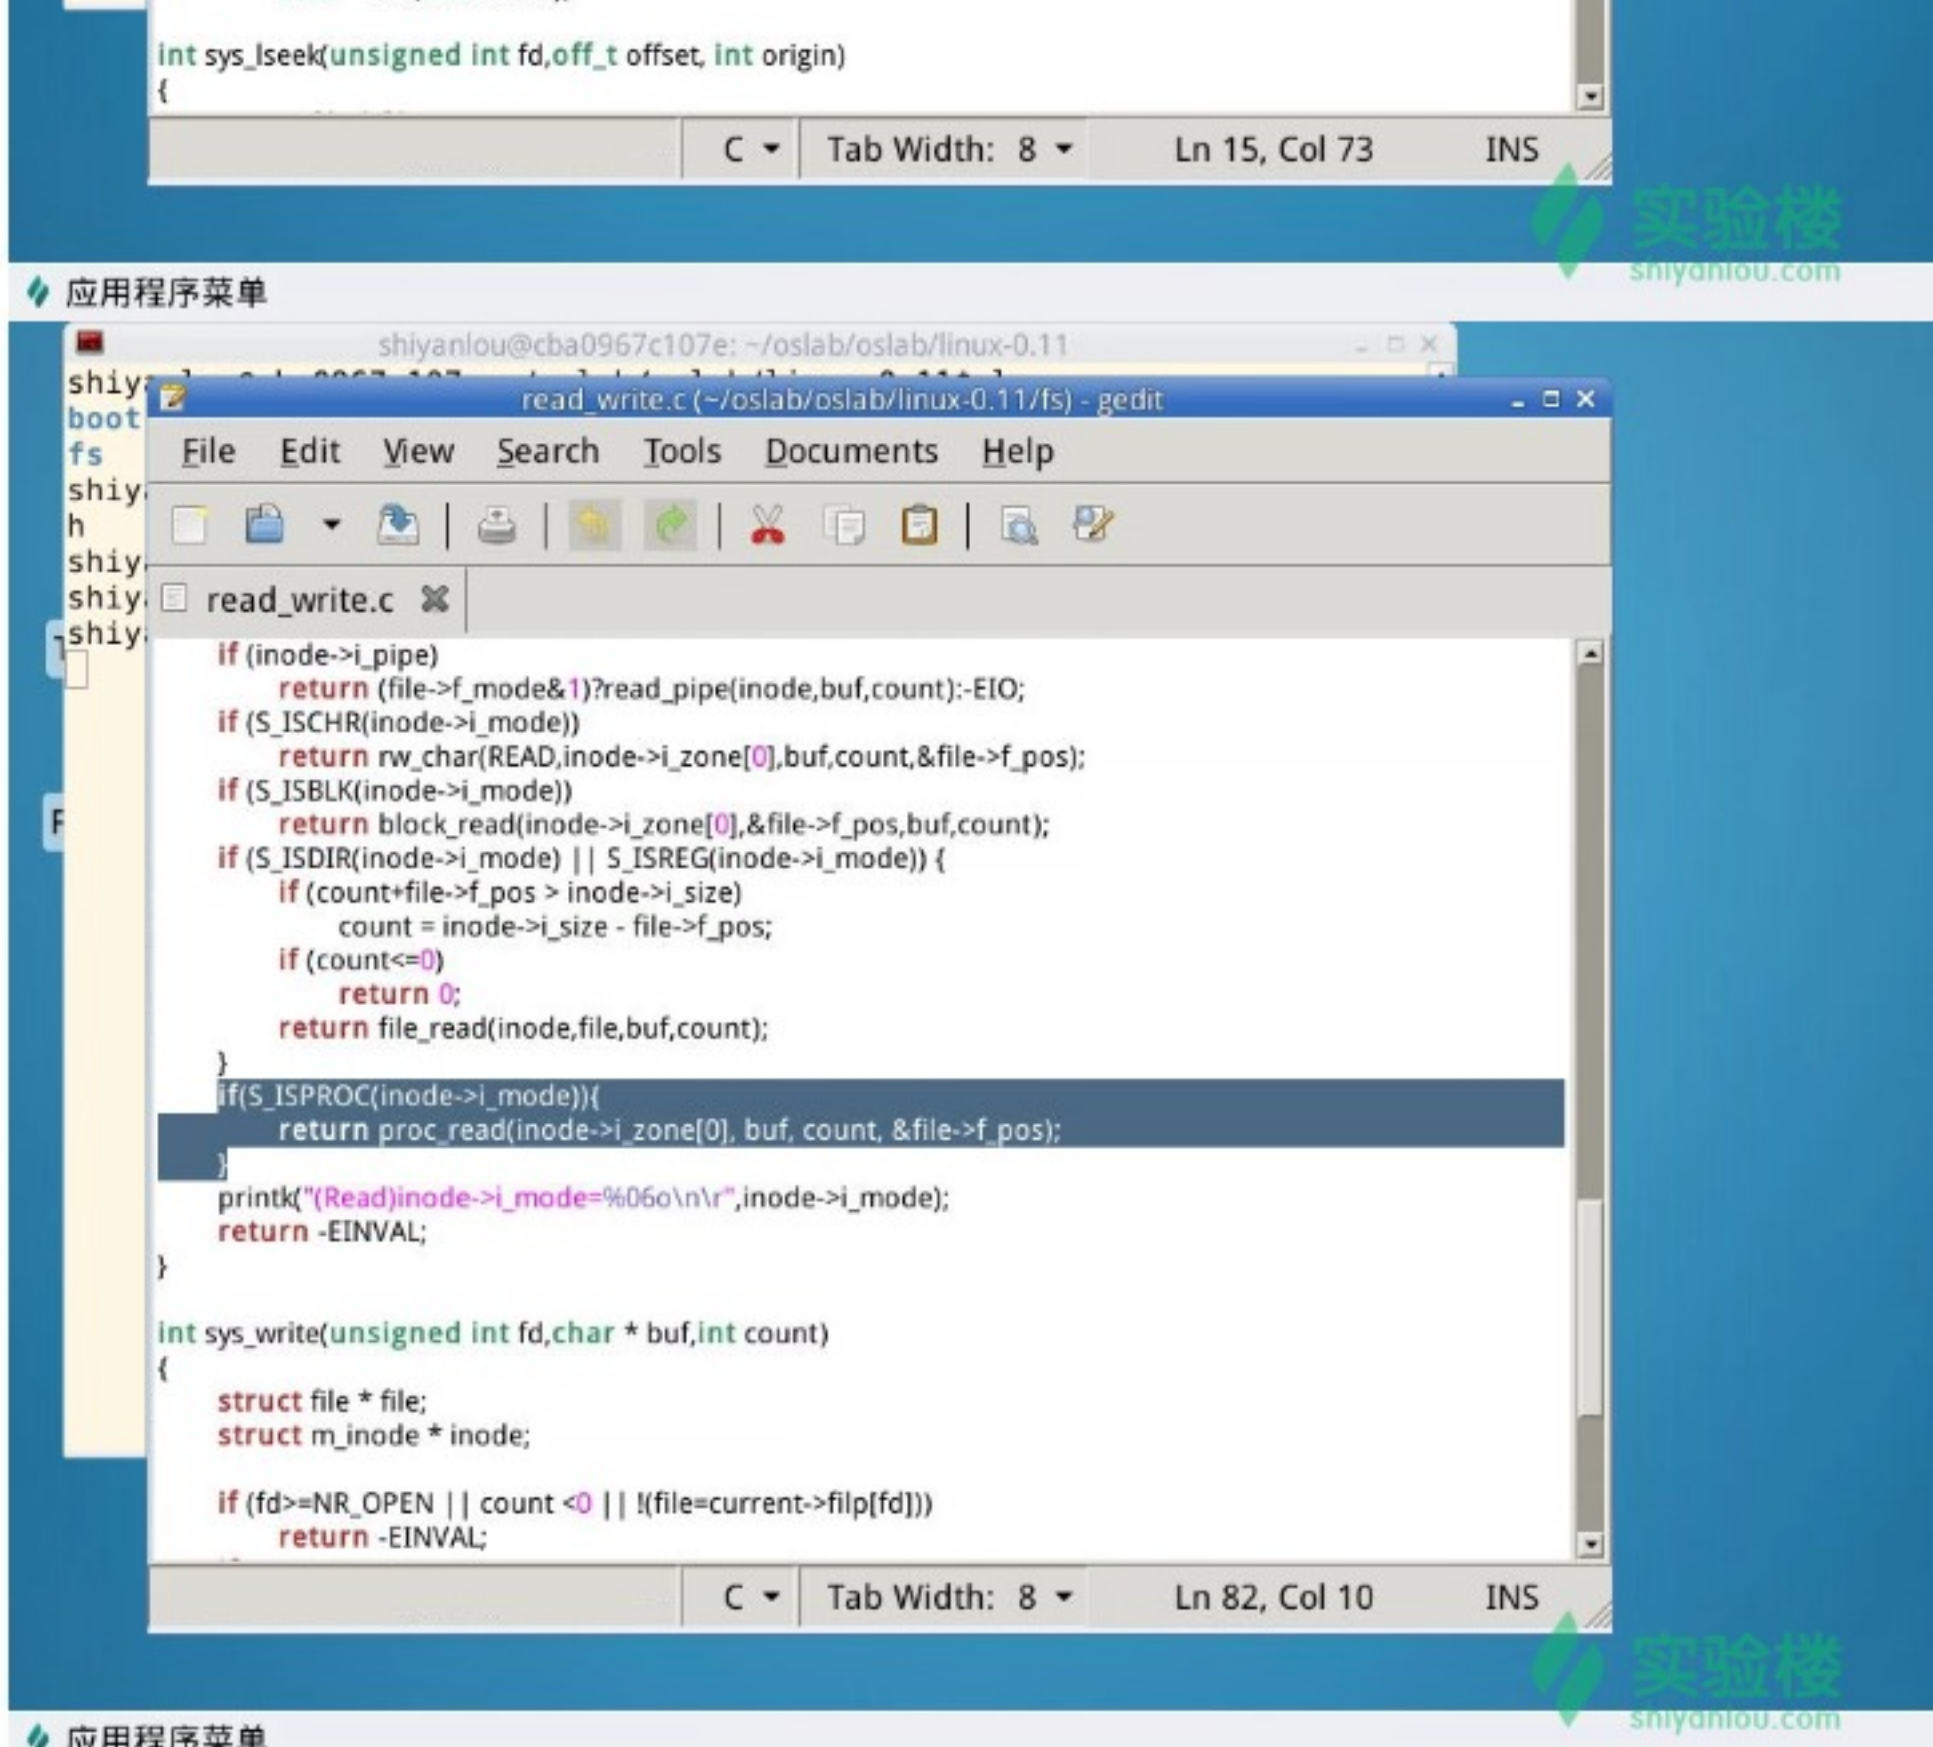 int sys_lseek(unsigned int fd,off_t offset, int origin)
{
C Tab Width: 8 Ln 15, Col 73 INS
实验楼
shiyanlou.com
应用程序菜单
shiyanlou@cba0967c107e: ~/oslab/oslab/linux-0.11
shiy
read_write.c (~/oslab/oslab/linux-0.11/fs) - gedit
boot
fs
File Edit View Search Tools Documents Help
shiy
h
shiy
shiy
read_write.c
shiy
if (inode->i_pipe)
return (file->f_mode&1)?read_pipe(inode,buf,count):-EIO;
if (S_ISCHR(inode->i_mode))
return rw_char(READ,inode->i_zone[0],buf,count,&file->f_pos);
if (S_ISBLK(inode->i_mode))
return block_read(inode->i_zone[0],&file->f_pos,buf,count);
if (S_ISDIR(inode->i_mode) || S_ISREG(inode->i_mode)) {
if (count+file->f_pos > inode->i_size)
count = inode->i_size - file->f_pos;
if (count<=0)
return 0;
return file_read(inode,file,buf,count);
}
if(S_ISPROC(inode->i_mode)){
return proc_read(inode->i_zone[0], buf, count, &file->f_pos);
}
printk("(Read)inode->i_mode=%06o\n\r",inode->i_mode);
return -EINVAL;
}
int sys_write(unsigned int fd,char * buf,int count)
{
struct file * file;
struct m_inode * inode;
if (fd>=NR_OPEN || count <0 || !(file=current->filp[fd]))
return -EINVAL;
C Tab Width: 8 Ln 82, Col 10 INS
实验楼
shiyanlou.com
应用程序菜单